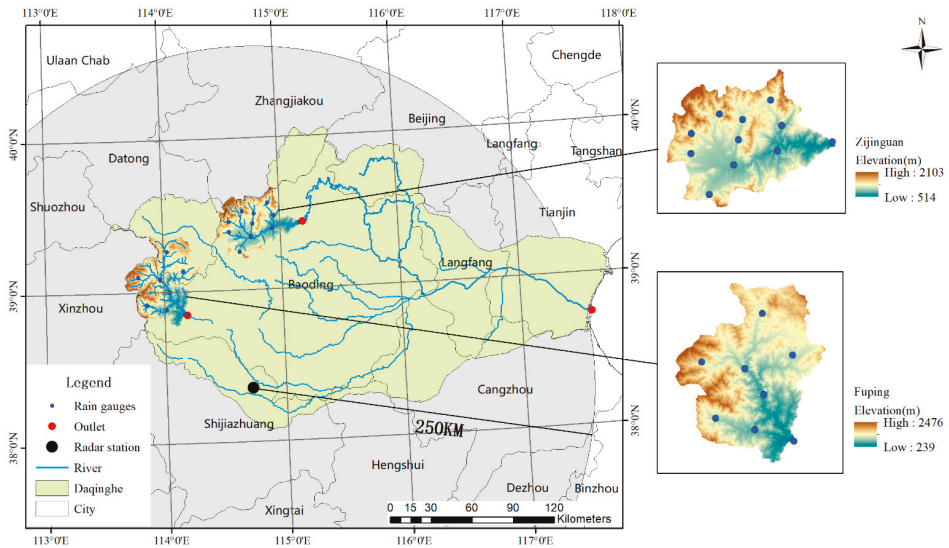 113°0'E 114°0'E 115°0'E 116°0'E 117°0'E 118°0'E
N
Ulaan Chab
Chengde
Zhangjiakou
Beijing
40°0'N
40°0'N
Langfang
Datong
Tangshan
Zijinguan
Elevation(m)
High : 2103
Low : 514
Shuozhou
Tianjin
39°0'N
Langfang
Baoding
39°0'N
Xinzhou
Legend
Rain gauges
Outlet
Radar station
River
Daqinghe
City
Cangzhou
Shijiazhuang
250KM
38°0'N
38°0'N
Fuping
Elevation(m)
High : 2476
Low : 239
Hengshui
Dezhou
Binzhou
Xingtai
0 15 30 60 90 120
Kilometers
113°0'E 114°0'E 115°0'E 116°0'E 117°0'E